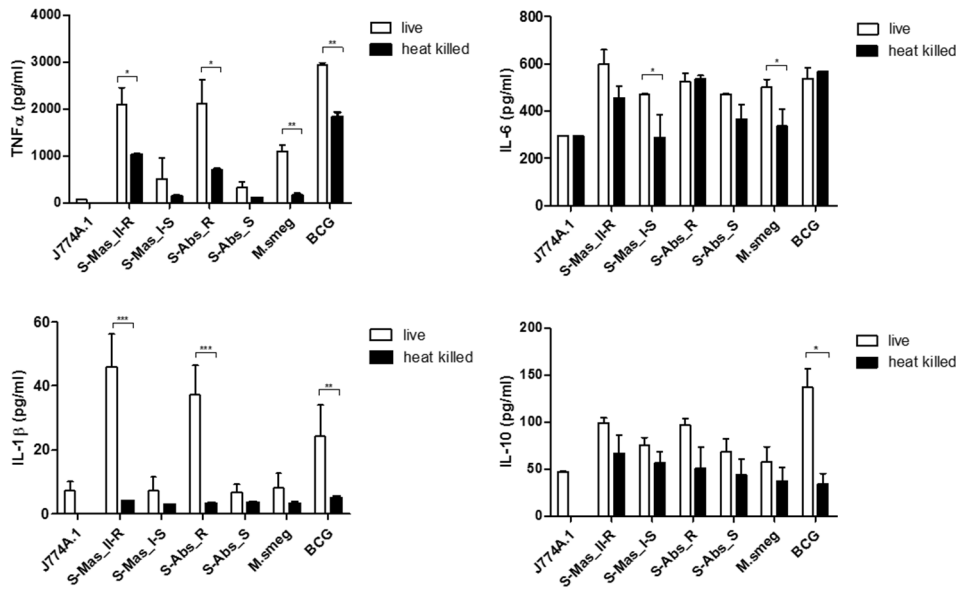 4000
3000
2000
1000
0
TNFα (pg/ml)
* * ** **
live
heat killed
J774A.1 S-Mas_II-R S-Mas_I-S S-Abs_R S-Abs_S M.smeg BCG
800
600
400
200
0
IL-6 (pg/ml)
* *
live
heat killed
J774A.1 S-Mas_II-R S-Mas_I-S S-Abs_R S-Abs_S M.smeg BCG
60
40
20
0
IL-1β (pg/ml)
*** *** **
live
heat killed
J774A.1 S-Mas_II-R S-Mas_I-S S-Abs_R S-Abs_S M.smeg BCG
200
150
100
50
0
IL-10 (pg/ml)
*
live
heat killed
J774A.1 S-Mas_II-R S-Mas_I-S S-Abs_R S-Abs_S M.smeg BCG